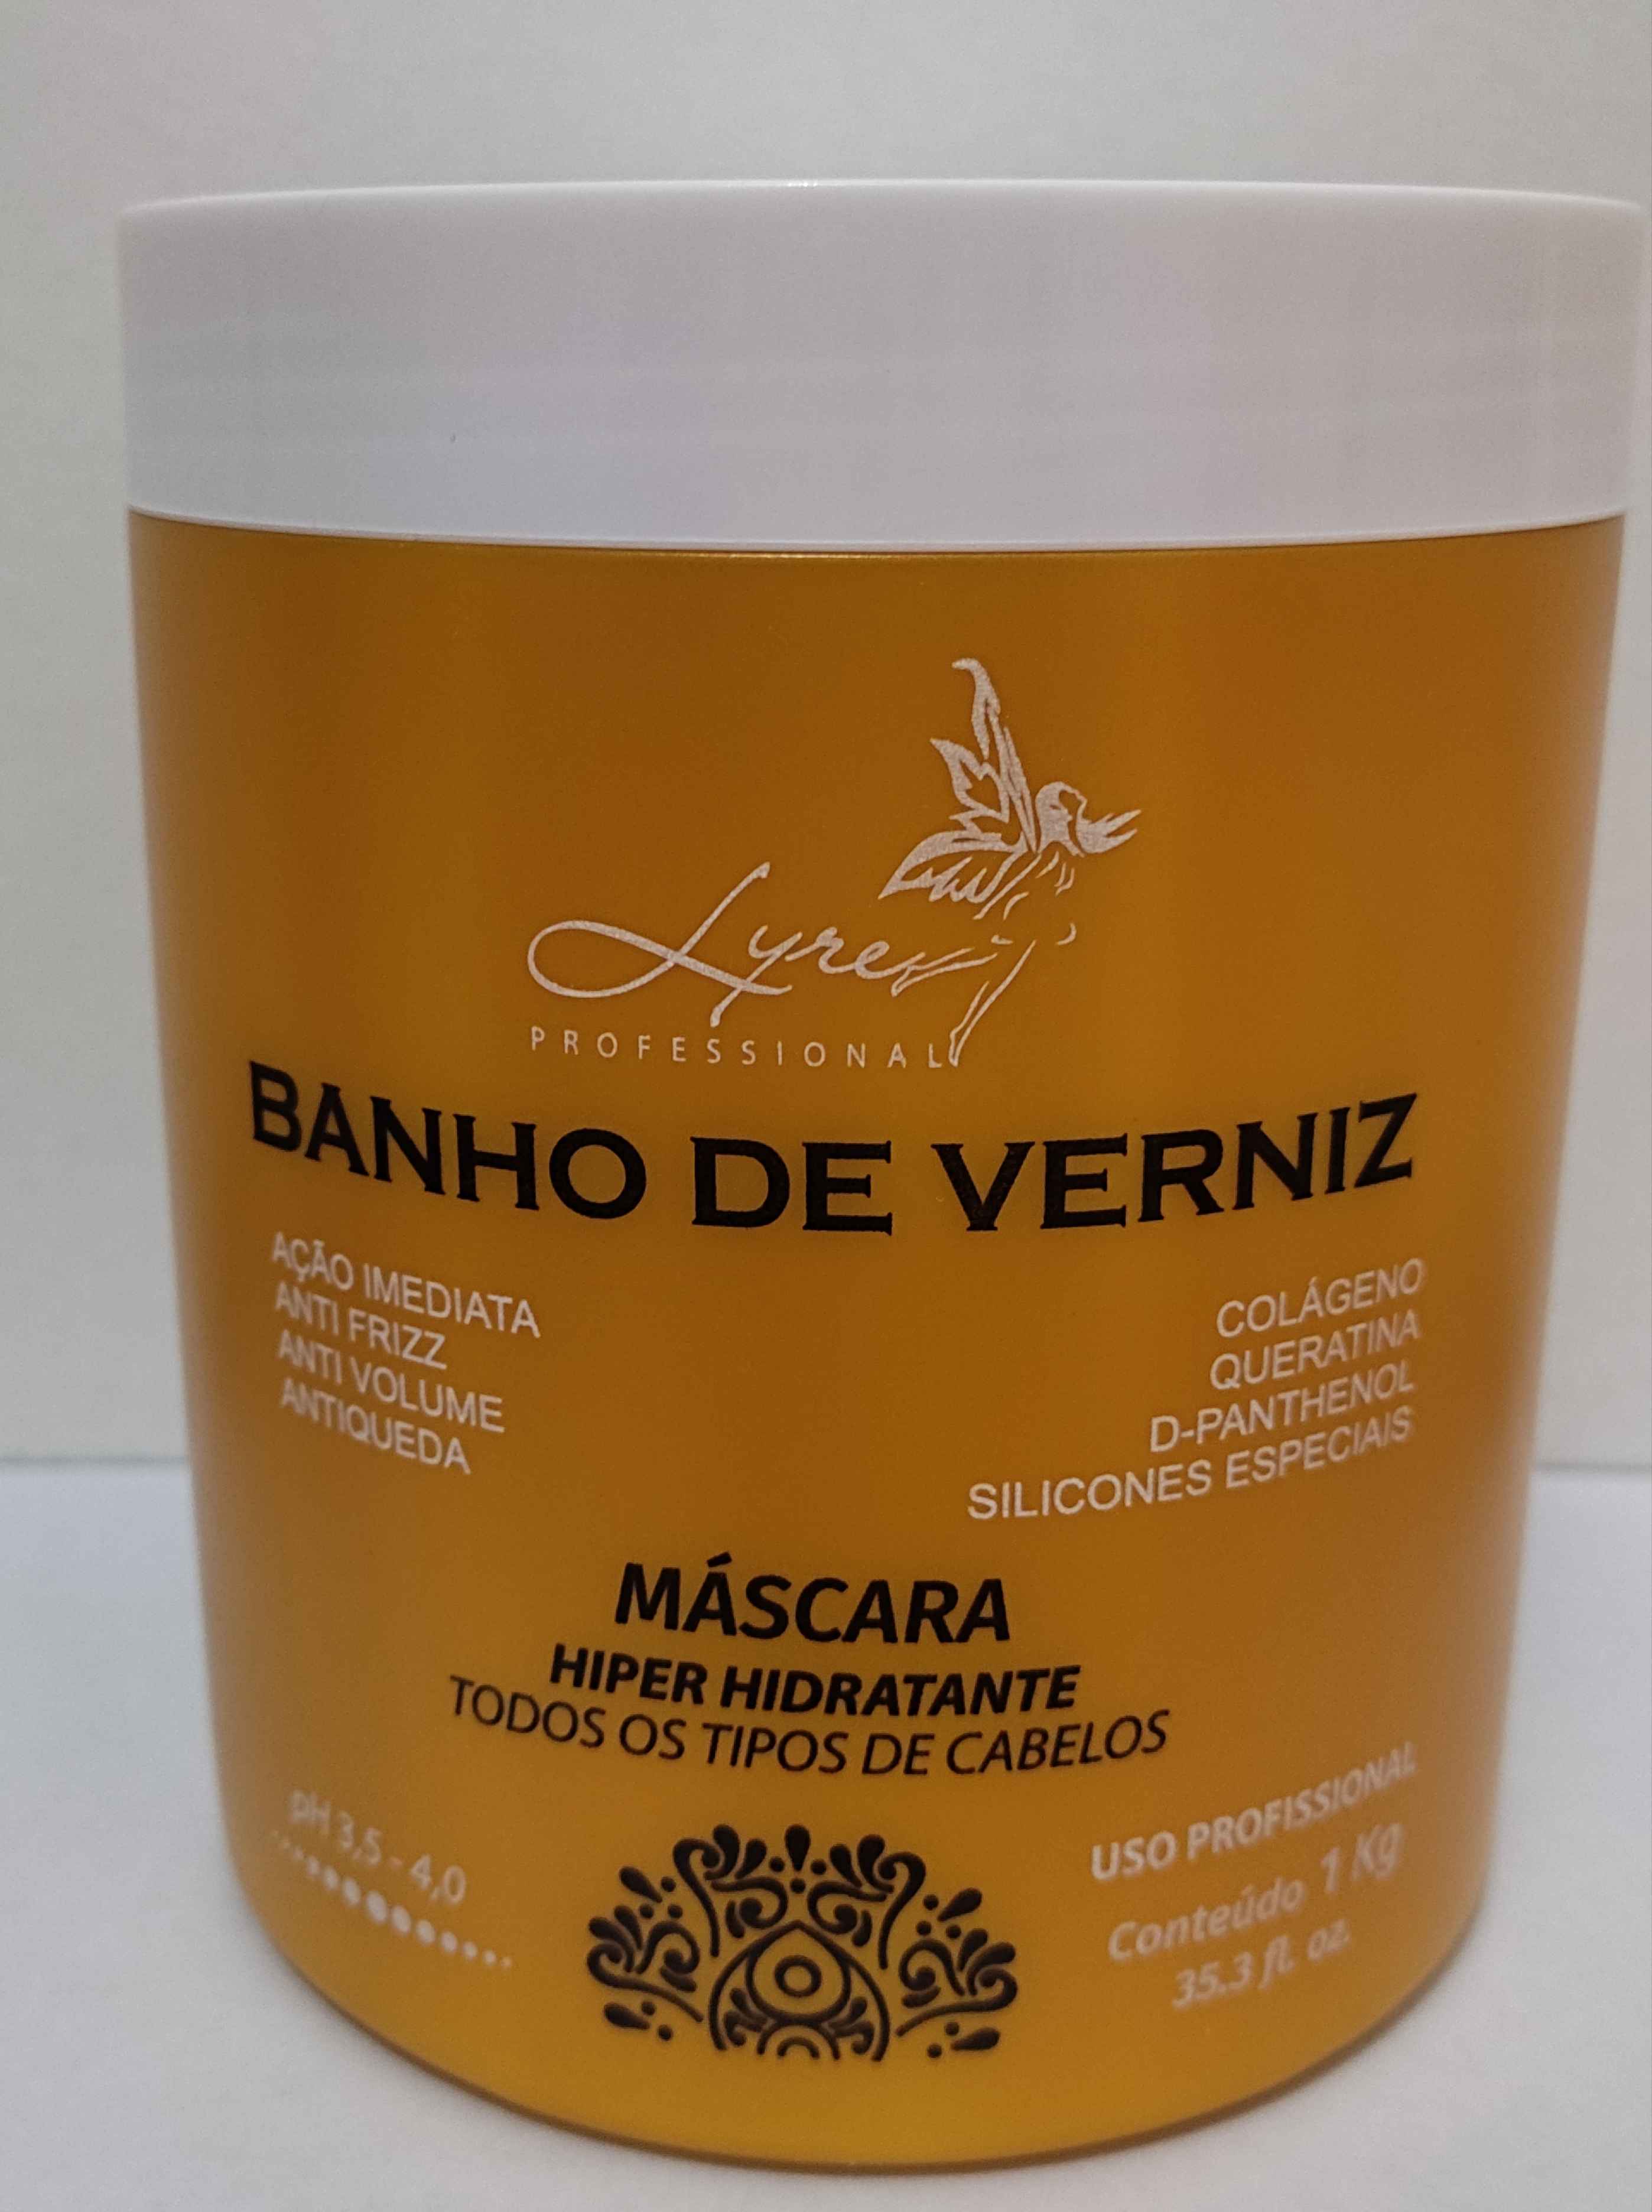 Lyre
PROFESSIONAL
BANHO DE VERNIZ
AÇÃO IMEDIATA
ANTI FRIZZ
ANTI VOLUME
ANTIQUEDA
COLÁGENO
QUERATINA
D-PANTHENOL
SILICONES ESPECIAIS
MÁSCARA
HIPER HIDRATANTE
TODOS OS TIPOS DE CABELOS
pH 3,5 - 4,0
USO PROFISSIONAL
Conteúdo 1 Kg
35.3 fl. oz.